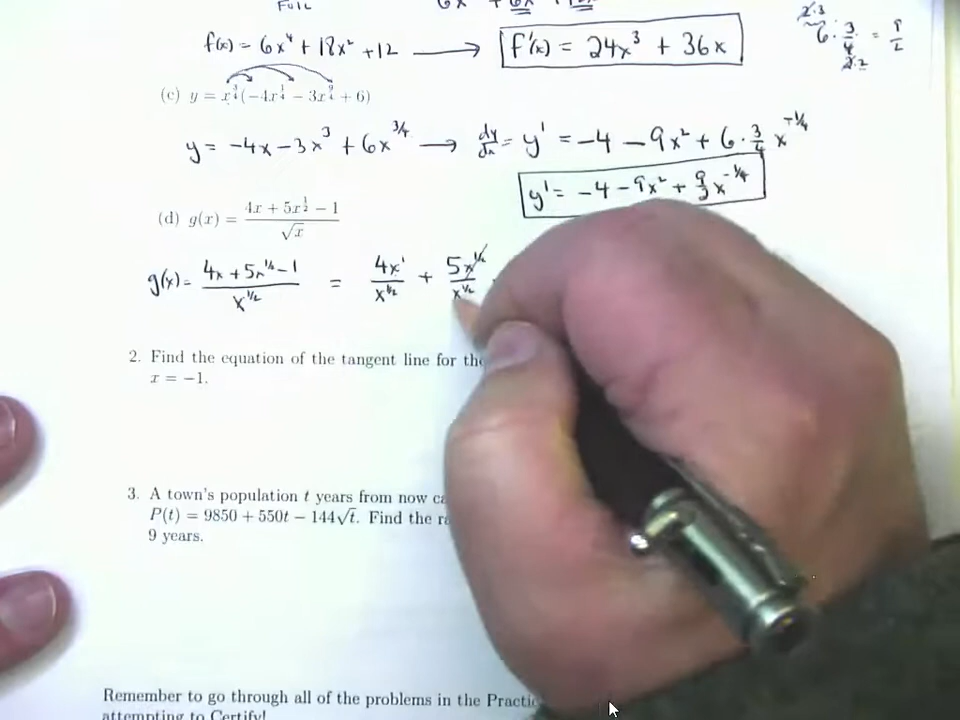 FOIL
f(x) = 6x⁴ + 18x² + 12 ⟶ f'(x) = 24x³ + 36x
6 · 3/4 = 9/2
2·3
2·2
(c) y = x^{3/4}(−4x^{1/4} − 3x^{9/4} + 6)
y = −4x − 3x³ + 6x^{3/4} ⟶ dy/dx = y' = −4 − 9x² + 6 · 3/4 x^{−1/4}
y' = −4 − 9x² + 9/2 x^{−1/4}
(d) g(x) = (4x + 5x^{1/2} − 1)/√x
g(x) = (4x + 5x^{1/2} − 1)/x^{1/2} = 4x¹/x^{1/2} + 5x^{1/2}/x^{1/2}
2. Find the equation of the tangent line for the
x = −1.
3. A town's population t years from now
P(t) = 9850 + 550t − 144√t. Find the
9 years.
Remember to go through all of the problems in the
attempting to Certify!